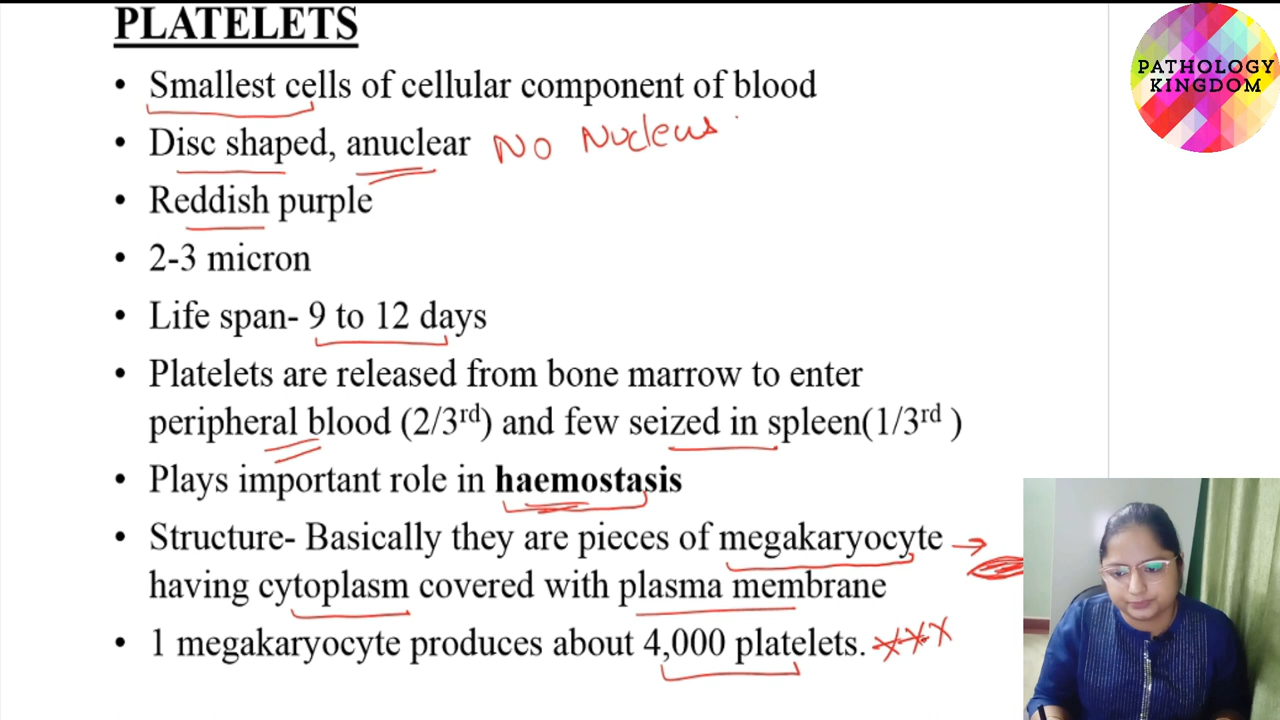 PLATELETS
• Smallest cells of cellular component of blood
• Disc shaped, anuclear No Nucleus
• Reddish purple
• 2-3 micron
• Life span- 9 to 12 days
• Platelets are released from bone marrow to enter
peripheral blood (2/3rd) and few seized in spleen(1/3rd )
• Plays important role in haemostasis
• Structure- Basically they are pieces of megakaryocyte →
having cytoplasm covered with plasma membrane
• 1 megakaryocyte produces about 4,000 platelets. ***
PATHOLOGY
KINGDOM